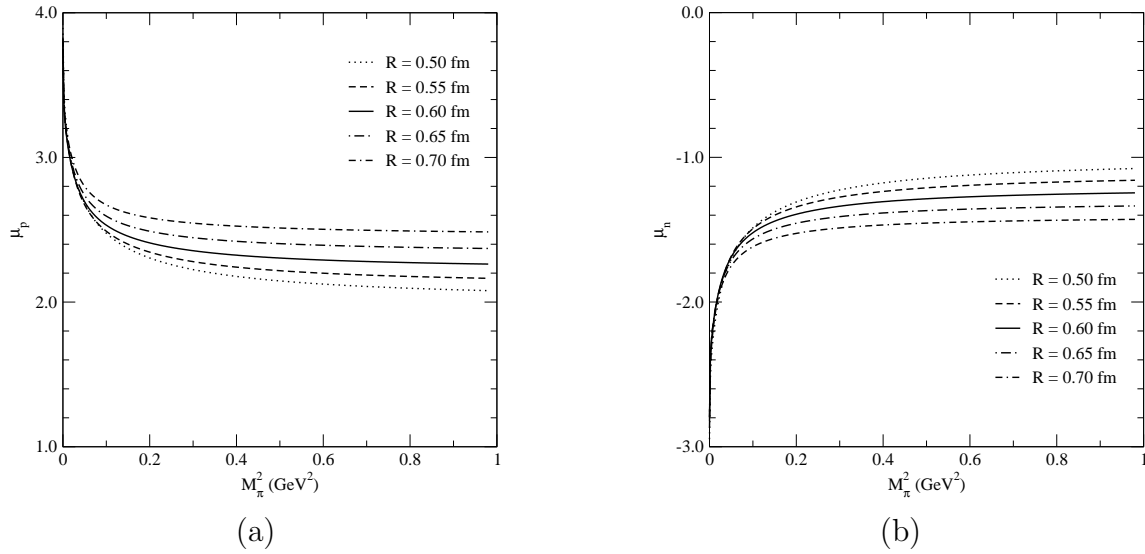 4.0
3.0
2.0
1.0
μp
0
0.2
0.4
0.6
0.8
1
M²π (GeV²)
R = 0.50 fm
R = 0.55 fm
R = 0.60 fm
R = 0.65 fm
R = 0.70 fm
(a)
-0.0
-1.0
-2.0
-3.0
μn
0
0.2
0.4
0.6
0.8
1
M²π (GeV²)
R = 0.50 fm
R = 0.55 fm
R = 0.60 fm
R = 0.65 fm
R = 0.70 fm
(b)